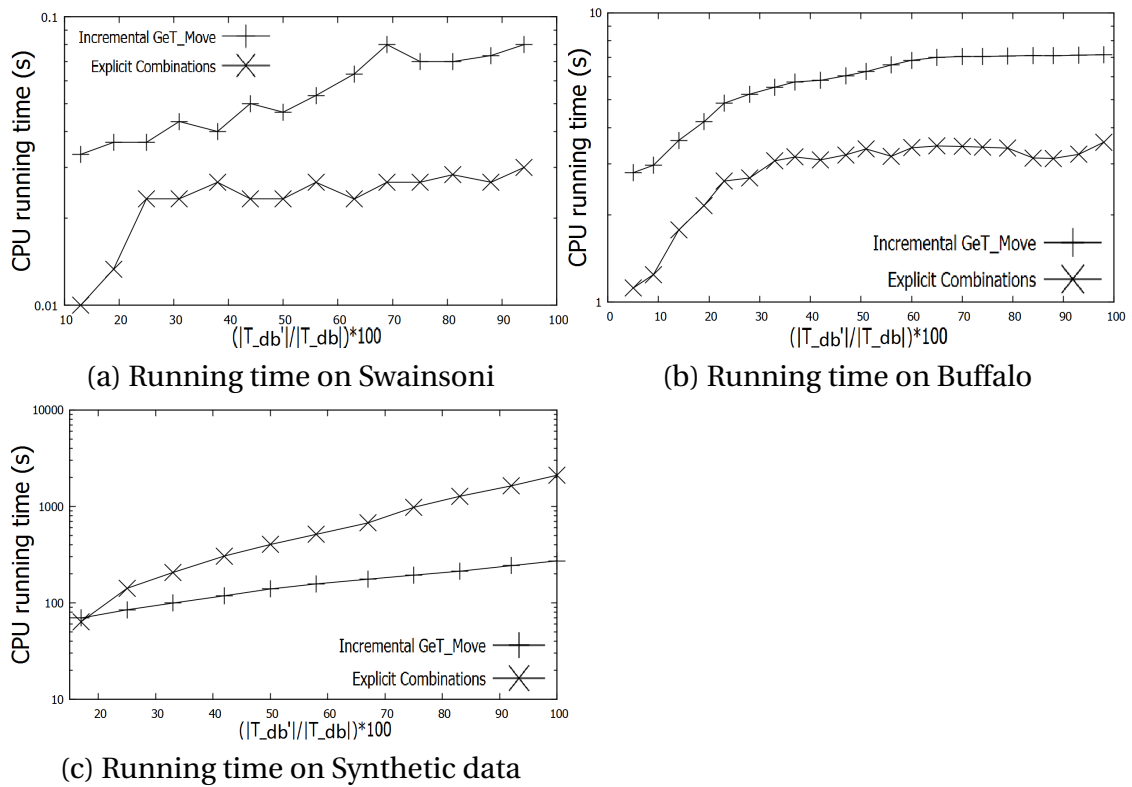 0.1
Incremental GeT_Move
Explicit Combinations
CPU running time (s)
0.01
10 20 30 40 50 60 70 80 90 100
(|T_db'|/|T_db|)*100
(a) Running time on Swainsoni
10
CPU running time (s)
Incremental GeT_Move
Explicit Combinations
1
0 10 20 30 40 50 60 70 80 90 100
(|T_db'|/|T_db|)*100
(b) Running time on Buffalo
10000
1000
CPU running time (s)
100
Incremental GeT_Move
Explicit Combinations
10
20 30 40 50 60 70 80 90 100
(|T_db'|/|T_db|)*100
(c) Running time on Synthetic data